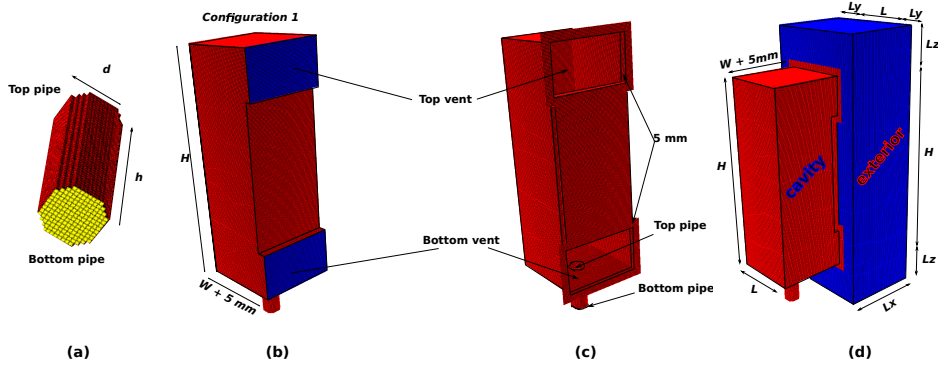 Configuration 1
d
Top pipe
h
Bottom pipe
(a)
H
W + 5 mm
(b)
Top vent
Bottom vent
5 mm
Top pipe
Bottom pipe
(c)
Ly
L
Ly
Lz
W + 5mm
H
cavity
exterior
H
Lz
L
Lx
(d)